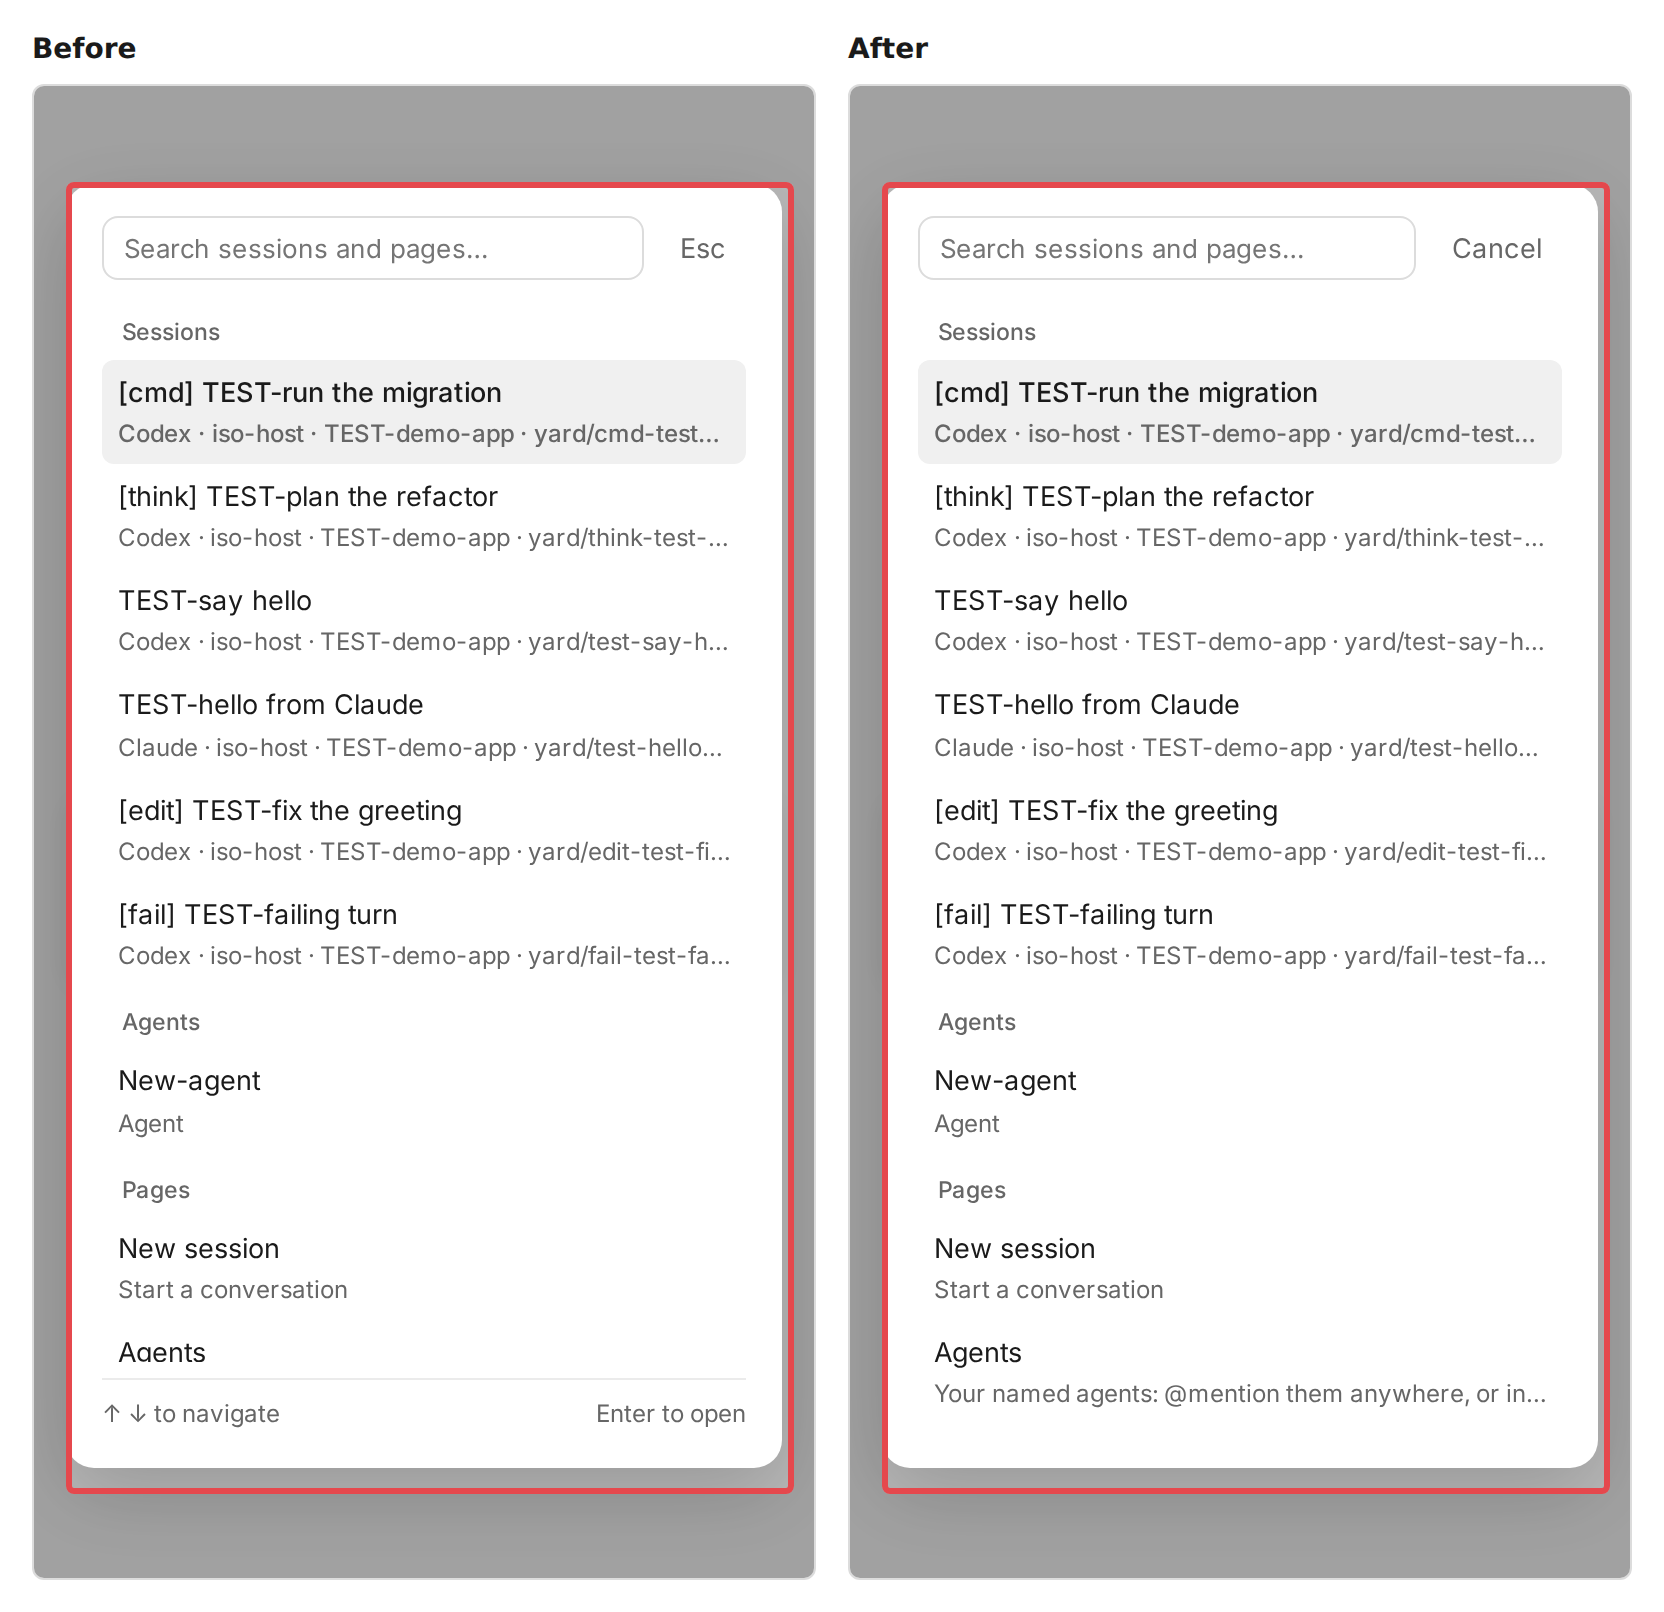 Before
Search sessions and pages...
Esc
Sessions
[cmd] TEST-run the migration
Codex · iso-host · TEST-demo-app · yard/cmd-test...
[think] TEST-plan the refactor
Codex · iso-host · TEST-demo-app · yard/think-test-...
TEST-say hello
Codex · iso-host · TEST-demo-app · yard/test-say-h...
TEST-hello from Claude
Claude · iso-host · TEST-demo-app · yard/test-hello...
[edit] TEST-fix the greeting
Codex · iso-host · TEST-demo-app · yard/edit-test-fi...
[fail] TEST-failing turn
Codex · iso-host · TEST-demo-app · yard/fail-test-fa...
Agents
New-agent
Agent
Pages
New session
Start a conversation
Agents
↑ ↓ to navigate
Enter to open
After
Search sessions and pages...
Cancel
Sessions
[cmd] TEST-run the migration
Codex · iso-host · TEST-demo-app · yard/cmd-test...
[think] TEST-plan the refactor
Codex · iso-host · TEST-demo-app · yard/think-test-...
TEST-say hello
Codex · iso-host · TEST-demo-app · yard/test-say-h...
TEST-hello from Claude
Claude · iso-host · TEST-demo-app · yard/test-hello...
[edit] TEST-fix the greeting
Codex · iso-host · TEST-demo-app · yard/edit-test-fi...
[fail] TEST-failing turn
Codex · iso-host · TEST-demo-app · yard/fail-test-fa...
Agents
New-agent
Agent
Pages
New session
Start a conversation
Agents
Your named agents: @mention them anywhere, or in...